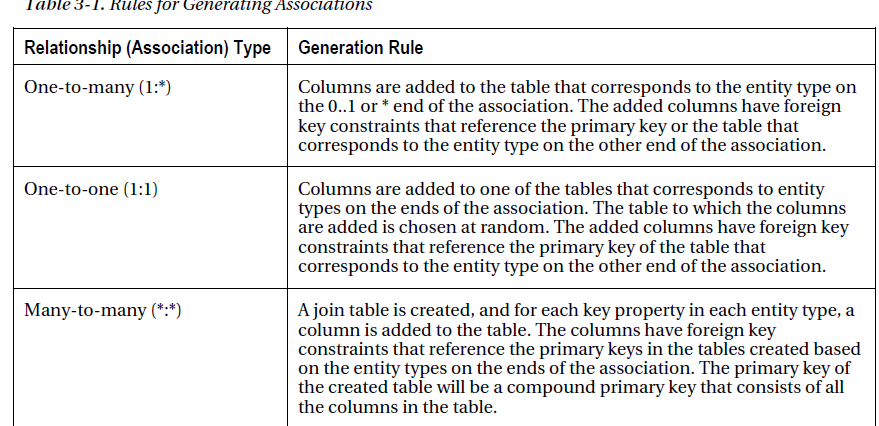 Table 3-1. Rules for Generating Associations
Relationship (Association) Type
Generation Rule
One-to-many (1:*)
Columns are added to the table that corresponds to the entity type on
the 0..1 or * end of the association. The added columns have foreign
key constraints that reference the primary key or the table that
corresponds to the entity type on the other end of the association.
One-to-one (1:1)
Columns are added to one of the tables that corresponds to entity
types on the ends of the association. The table to which the columns
are added is chosen at random. The added columns have foreign key
constraints that reference the primary key of the table that
corresponds to the entity type on the other end of the association.
Many-to-many (*:*)
A join table is created, and for each key property in each entity type, a
column is added to the table. The columns have foreign key
constraints that reference the primary keys in the tables created based
on the entity types on the ends of the association. The primary key of
the created table will be a compound primary key that consists of all
the columns in the table.